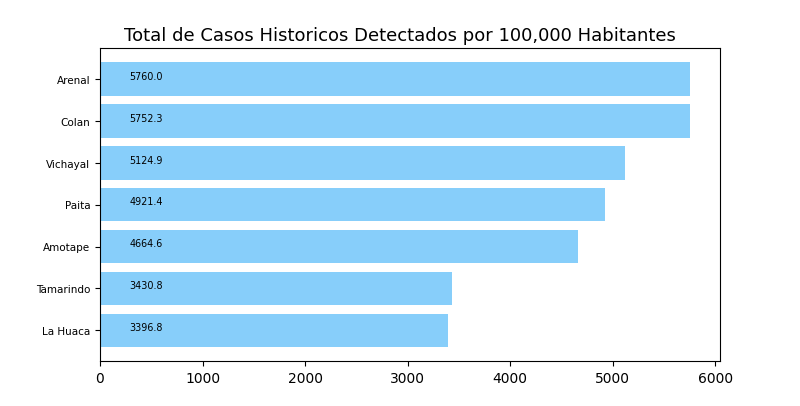 Total de Casos Historicos Detectados por 100,000 Habitantes
Arenal 5760.0
Colan 5752.3
Vichayal 5124.9
Paita 4921.4
Amotape 4664.6
Tamarindo 3430.8
La Huaca 3396.8
0 1000 2000 3000 4000 5000 6000